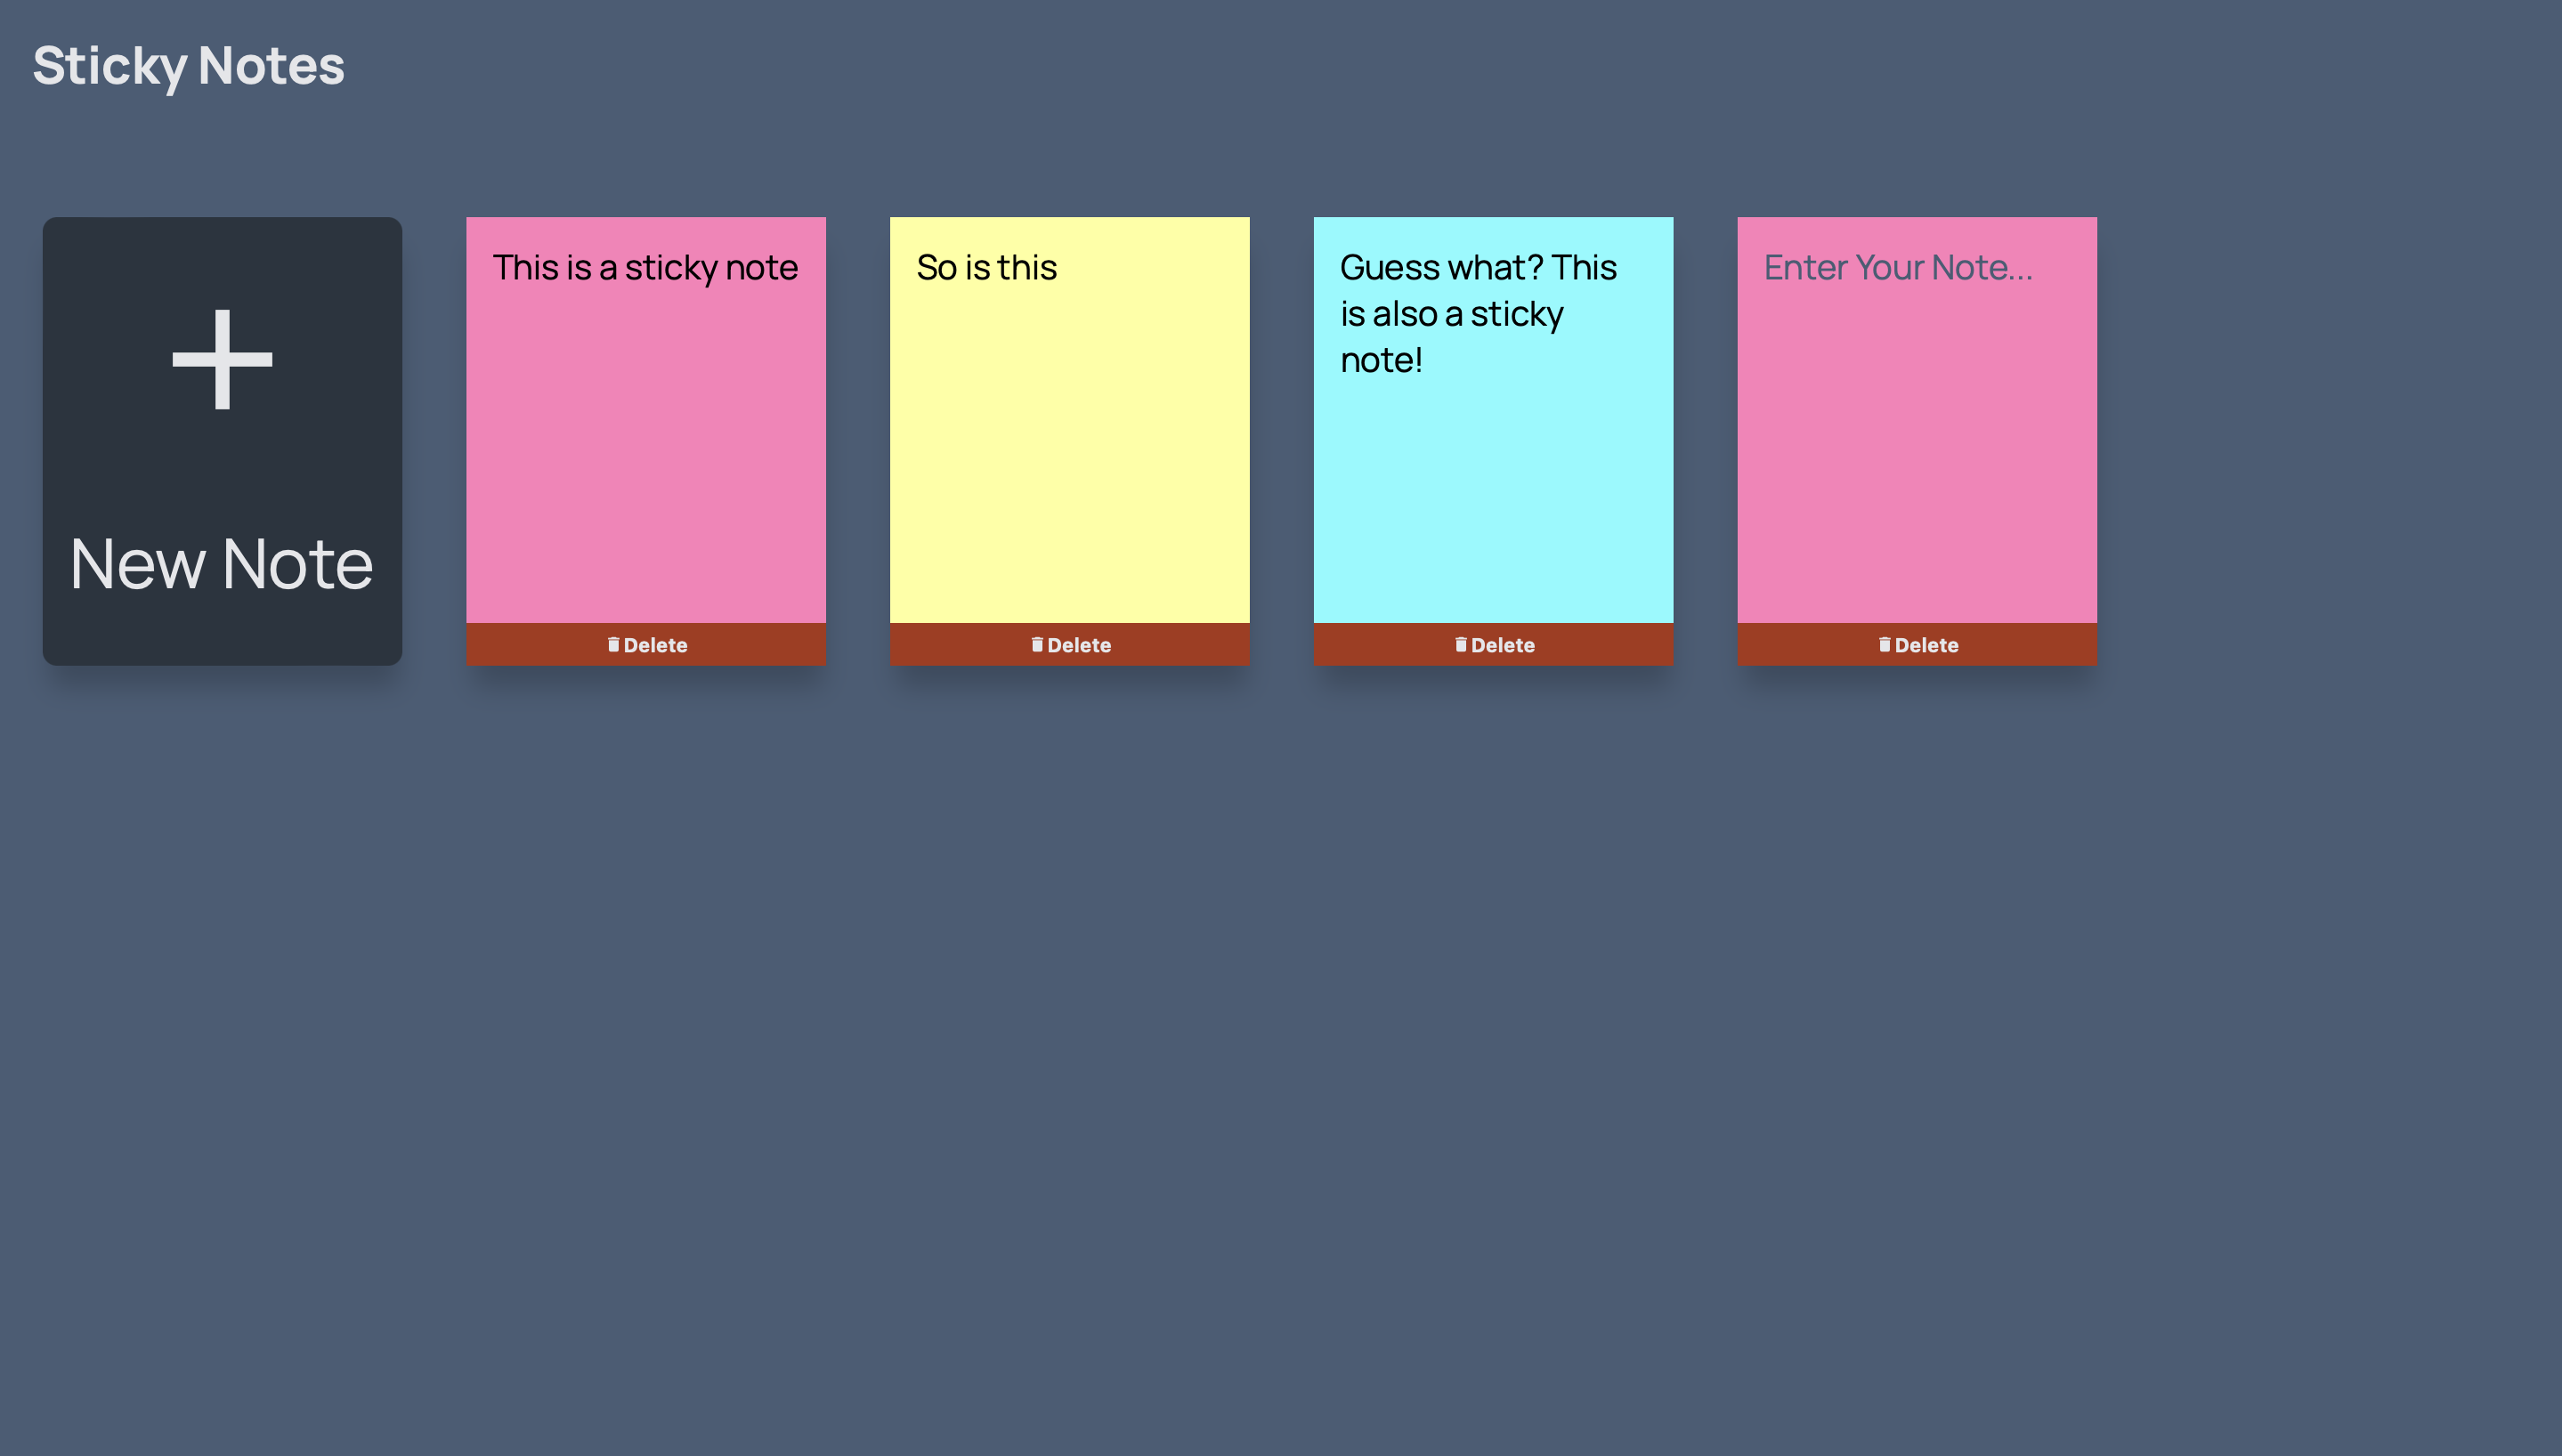 Sticky Notes
New Note
This is a sticky note
Delete
So is this
Delete
Guess what? This
is also a sticky
note!
Delete
Enter Your Note...
Delete